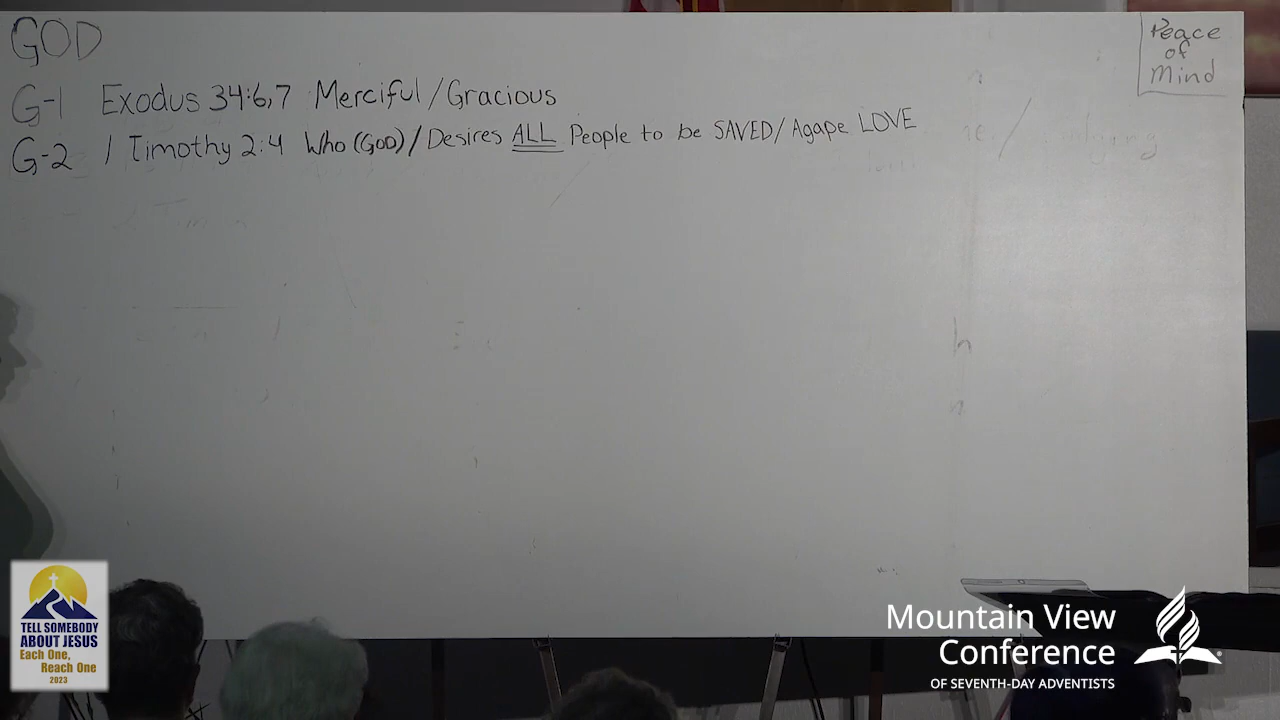 GOD
Peace
of
Mind
G-1 Exodus 34:6,7 Merciful/Gracious
G-2 1 Timothy 2:4 Who (GOD)/Desires ALL People to be SAVED/Agape LOVE
h
n
TELL SOMEBODY
ABOUT JESUS
Each One,
Reach One
2023
Mountain View
Conference
OF SEVENTH-DAY ADVENTISTS